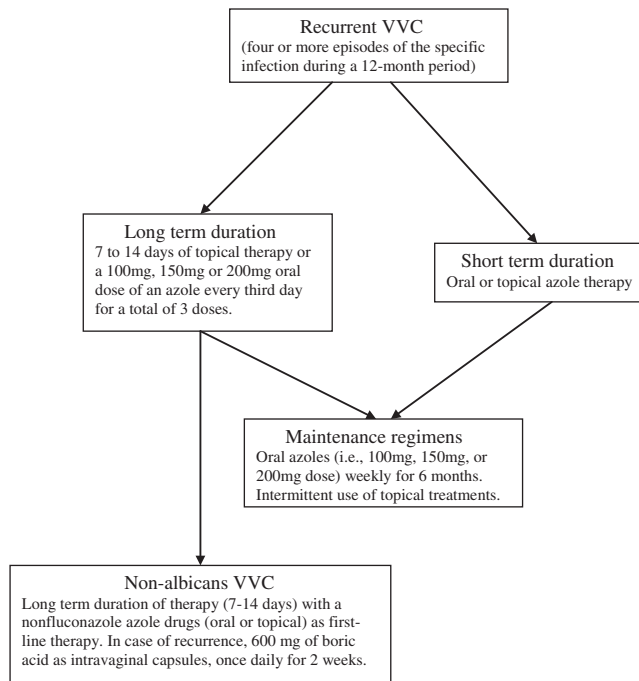 Recurrent VVC
(four or more episodes of the specific
infection during a 12-month period)
Long term duration
7 to 14 days of topical therapy or
a 100mg, 150mg or 200mg oral
dose of an azole every third day
for a total of 3 doses.
Short term duration
Oral or topical azole therapy
Maintenance regimens
Oral azoles (i.e., 100mg, 150mg, or
200mg dose) weekly for 6 months.
Intermittent use of topical treatments.
Non-albicans VVC
Long term duration of therapy (7-14 days) with a
nonfluconazole azole drugs (oral or topical) as first-
line therapy. In case of recurrence, 600 mg of boric
acid as intravaginal capsules, once daily for 2 weeks.